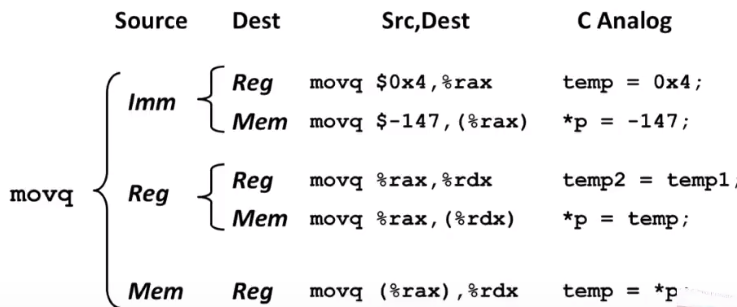 Source Dest Src,Dest C Analog
Reg movq $0x4,%rax temp = 0x4;
Imm
Mem movq $-147,(%rax) *p = -147;
Reg movq %rax,%rdx temp2 = temp1;
movq Reg
Mem movq %rax,(%rdx) *p = temp;
Mem Reg movq (%rax),%rdx temp = *p